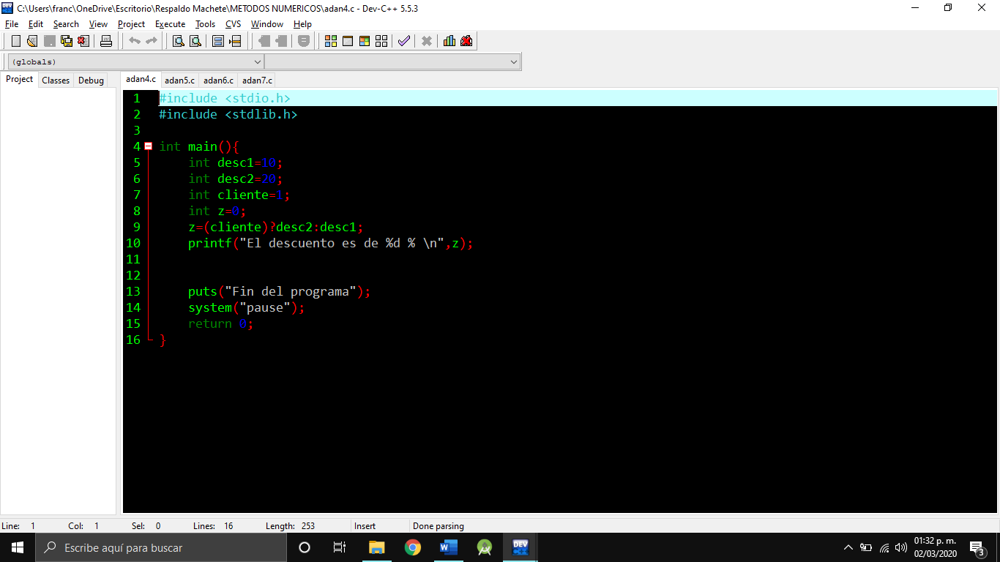 C:\Users\franc\OneDrive\Escritorio\Respaldo Machete\METODOS NUMERICOS\adan4.c - Dev-C++ 5.5.3
File Edit Search View Project Execute Tools CVS Window Help
(globals)
Project Classes Debug
adan4.c adan5.c adan6.c adan7.c
1 #include <stdio.h>
2 #include <stdlib.h>
3
4 int main(){
5     int desc1=10;
6     int desc2=20;
7     int cliente=1;
8     int z=0;
9     z=(cliente)?desc2:desc1;
10     printf("El descuento es de %d % \n",z);
11
12
13     puts("Fin del programa");
14     system("pause");
15     return 0;
16 }
Line: 1 Col: 1 Sel: 0 Lines: 16 Length: 253 Insert Done parsing
Escribe aquí para buscar
DEV C++
01:32 p. m.
02/03/2020
3